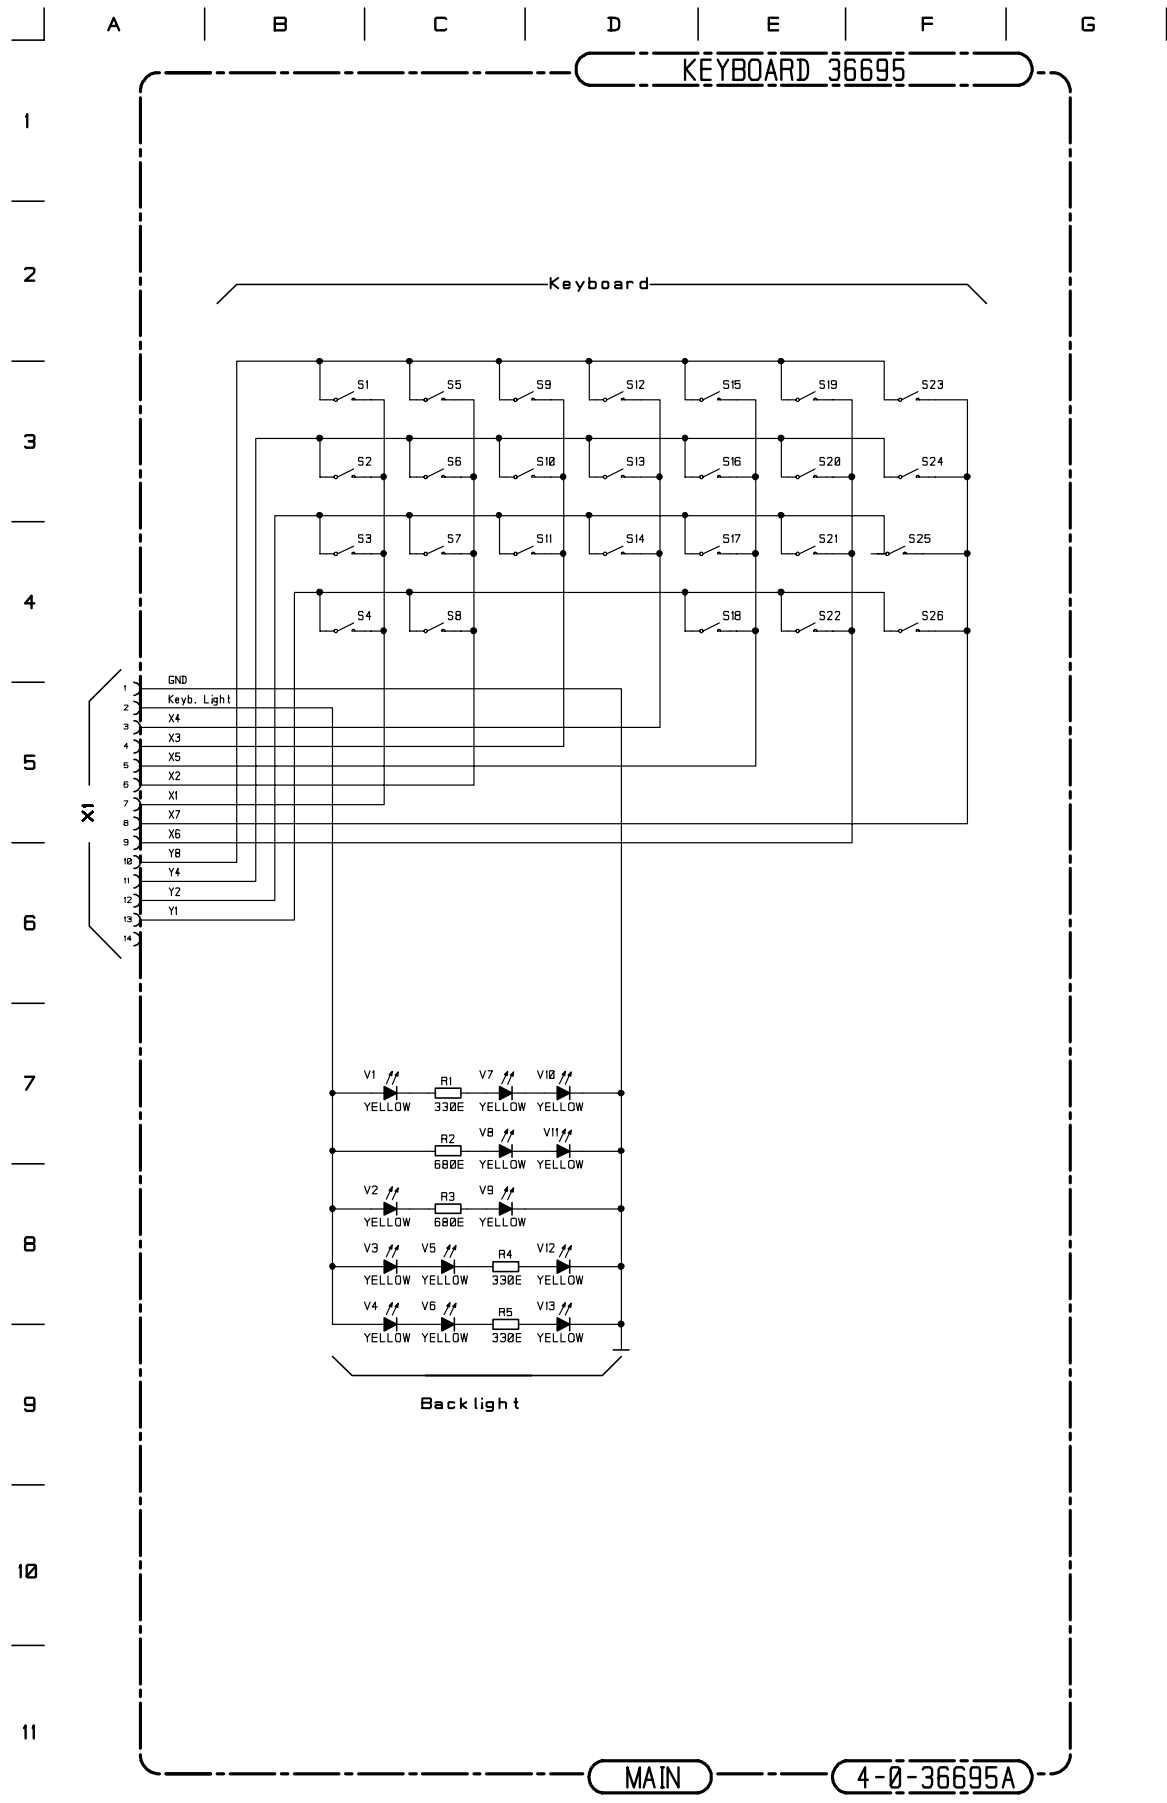 A B C D E F G
KEYBOARD 36695
1
2
Keyboard
S1 S5 S9 S12 S15 S19 S23
3
S2 S6 S10 S13 S16 S20 S24
S3 S7 S11 S14 S17 S21 S25
4
S4 S8 S18 S22 S26
X1
1 GND
2 Keyb. Light
3 X4
4 X3
5
5 X5
6 X2
7 X1
8 X7
9 X6
10 Y8
11 Y4
12 Y2
13 Y1
6
14
7
V1 R1 V7 V10
YELLOW 330E YELLOW YELLOW
R2 V8 V11
680E YELLOW YELLOW
V2 R3 V9
YELLOW 680E YELLOW
8
V3 V5 R4 V12
YELLOW YELLOW 330E YELLOW
V4 V6 R5 V13
YELLOW YELLOW 330E YELLOW
9
Backlight
10
11
MAIN
4-0-36695A